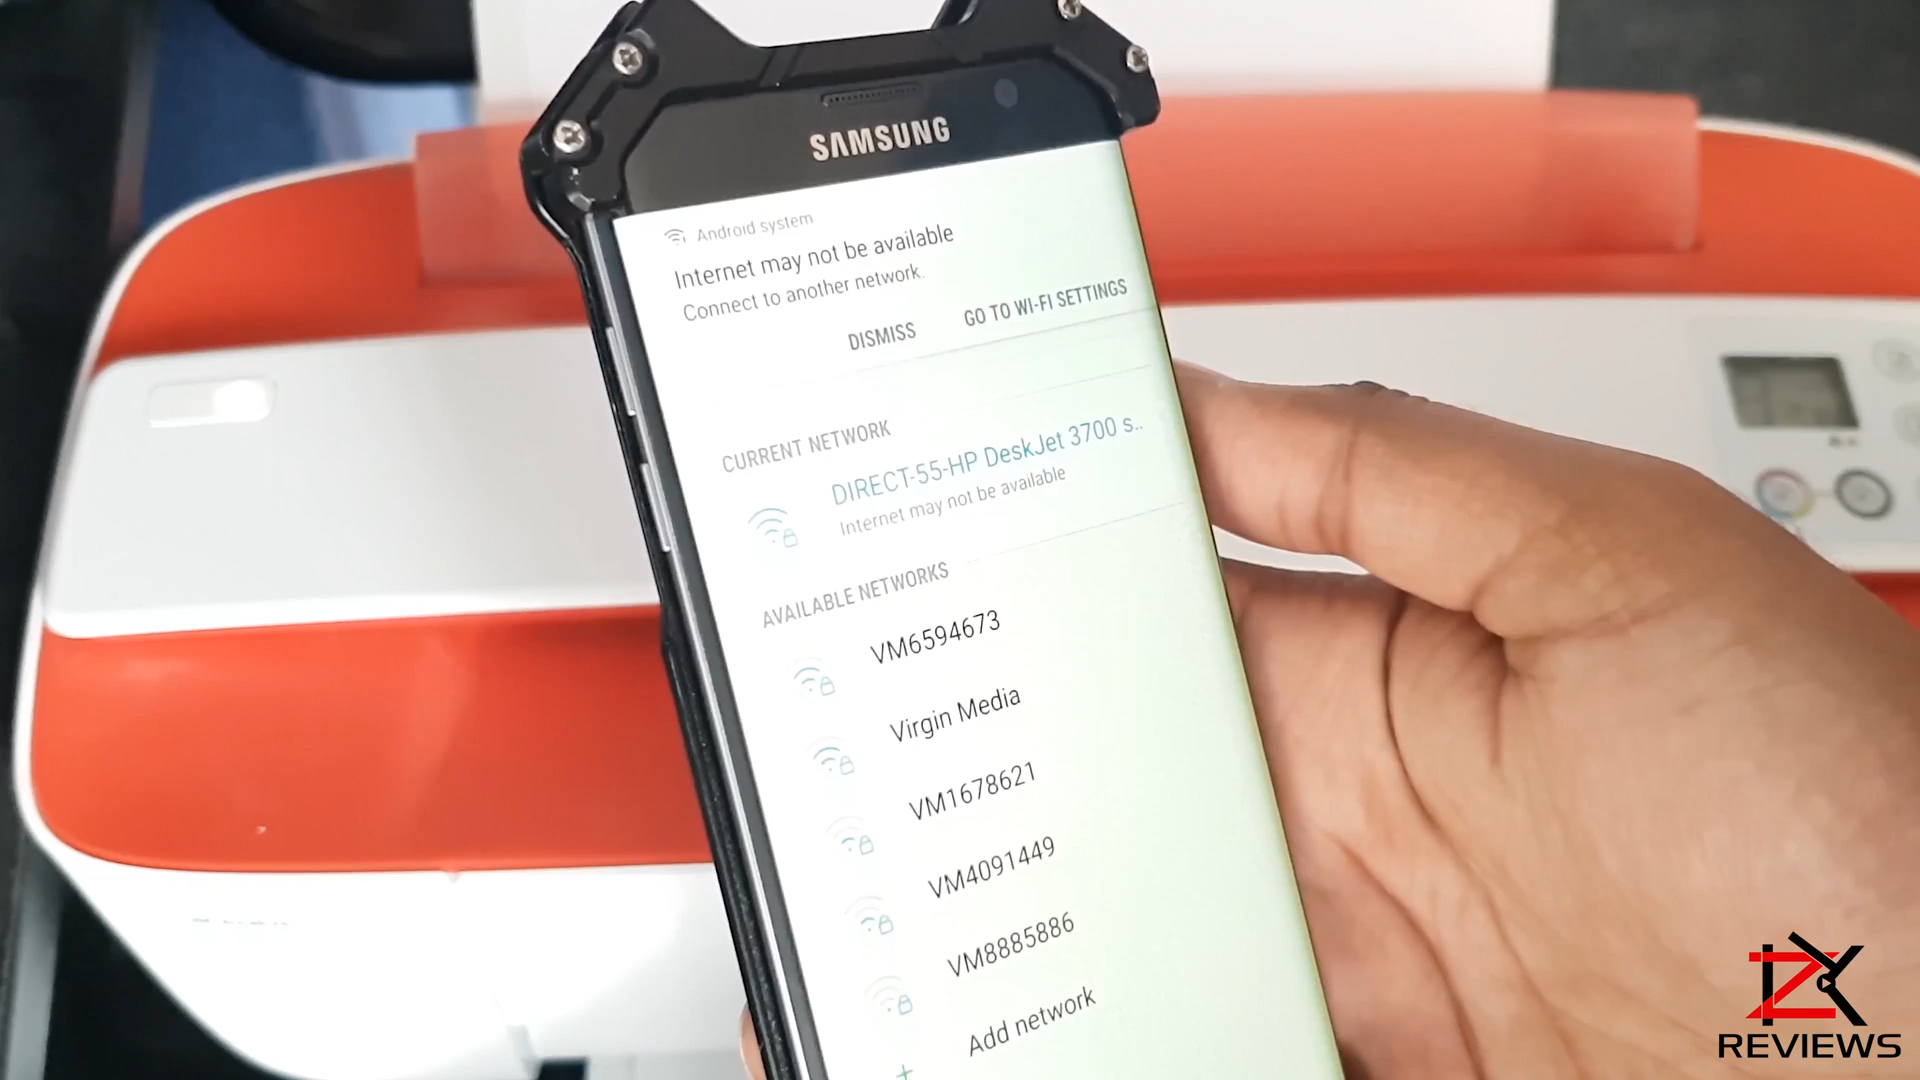 SAMSUNG
Android system
Internet may not be available
Connect to another network.
DISMISS
GO TO WI-FI SETTINGS
CURRENT NETWORK
DIRECT-55-HP DeskJet 3700 s..
Internet may not be available
AVAILABLE NETWORKS
VM6594673
Virgin Media
VM1678621
VM4091449
VM8885886
Add network
REVIEWS